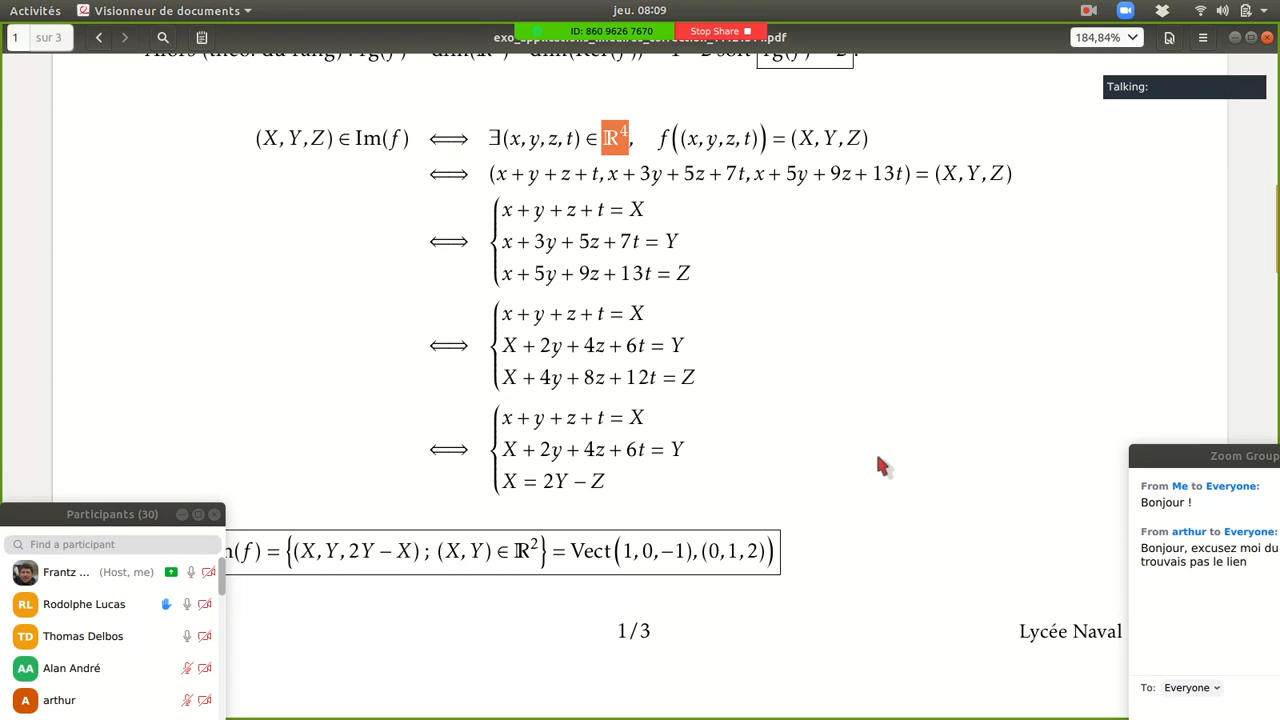 Activités
Visionneur de documents
jeu. 08:09
1
sur 3
ID: 860 9626 7670
Stop Share
184,84%
Talking:
(X, Y, Z) ∈ Im(f) ⟺ ∃(x, y, z, t) ∈ ℝ⁴, f((x, y, z, t)) = (X, Y, Z)
⟺ (x + y + z + t, x + 3y + 5z + 7t, x + 5y + 9z + 13t) = (X, Y, Z)
x + y + z + t = X
⟺ x + 3y + 5z + 7t = Y
x + 5y + 9z + 13t = Z
x + y + z + t = X
⟺ X + 2y + 4z + 6t = Y
X + 4y + 8z + 12t = Z
x + y + z + t = X
⟺ X + 2y + 4z + 6t = Y
X = 2Y − Z
(f) = {(X, Y, 2Y − X) ; (X, Y) ∈ ℝ²} = Vect((1, 0, −1), (0, 1, 2))
1/3
Lycée Naval
Participants (30)
Find a participant
Frantz ... (Host, me)
RL Rodolphe Lucas
TD Thomas Delbos
AA Alan André
A arthur
Zoom Group
From Me to Everyone:
Bonjour !
From arthur to Everyone:
Bonjour, excusez moi du
trouvais pas le lien
To: Everyone